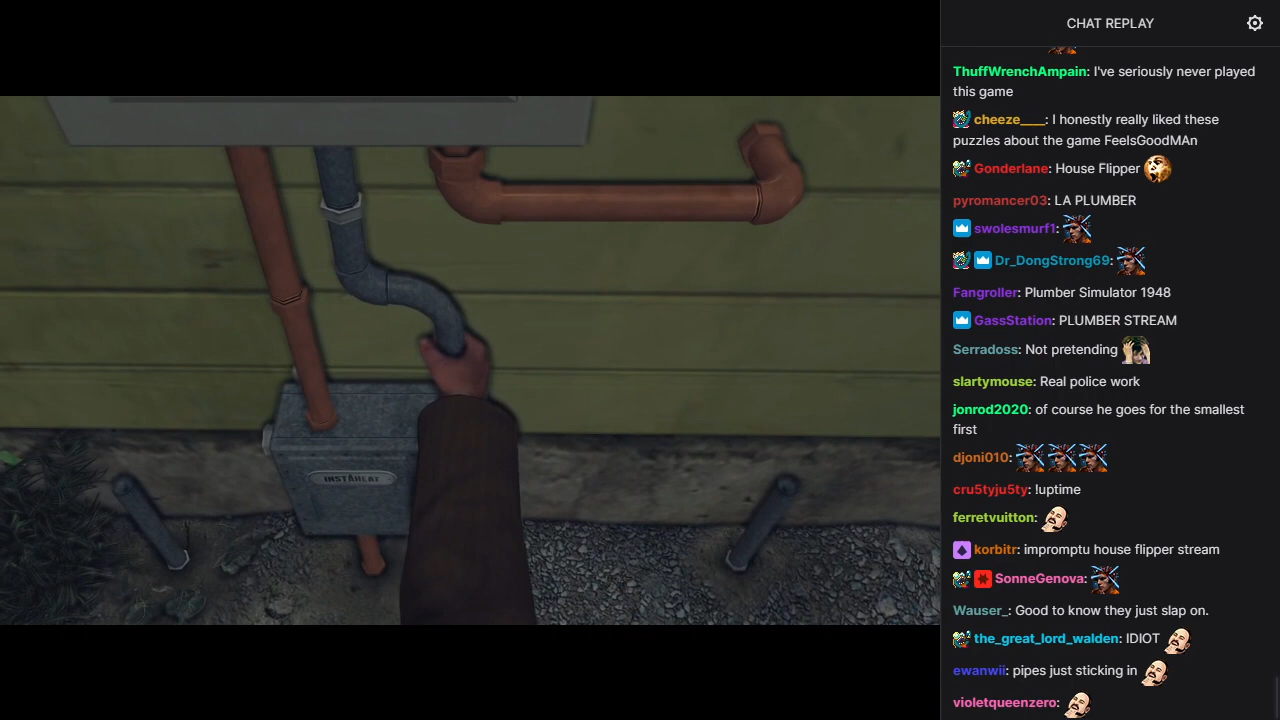 CHAT REPLAY
ThuffWrenchAmpain: I've seriously never played
this game
cheeze____: I honestly really liked these
puzzles about the game FeelsGoodMAn
Gonderlane: House Flipper
pyromancer03: LA PLUMBER
swolesmurf1:
Dr_DongStrong69:
Fangroller: Plumber Simulator 1948
GassStation: PLUMBER STREAM
Serradoss: Not pretending
slartymouse: Real police work
jonrod2020: of course he goes for the smallest
first
djoni010:
cru5tyju5ty: !uptime
ferretvuitton:
korbitr: impromptu house flipper stream
SonneGenova:
Wauser_: Good to know they just slap on.
the_great_lord_walden: IDIOT
ewanwii: pipes just sticking in
violetqueenzero:
INSTAHEAT